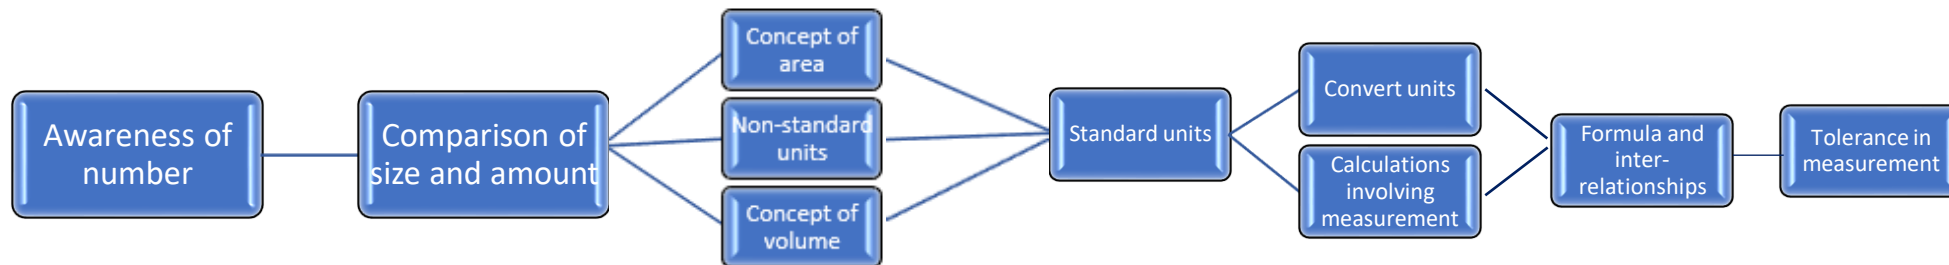 Awareness of
number
Comparison of
size and amount
Concept of
area
Non-standard
units
Concept of
volume
Standard units
Convert units
Calculations
involving
measurement
Formula and
inter-
relationships
Tolerance in
measurement